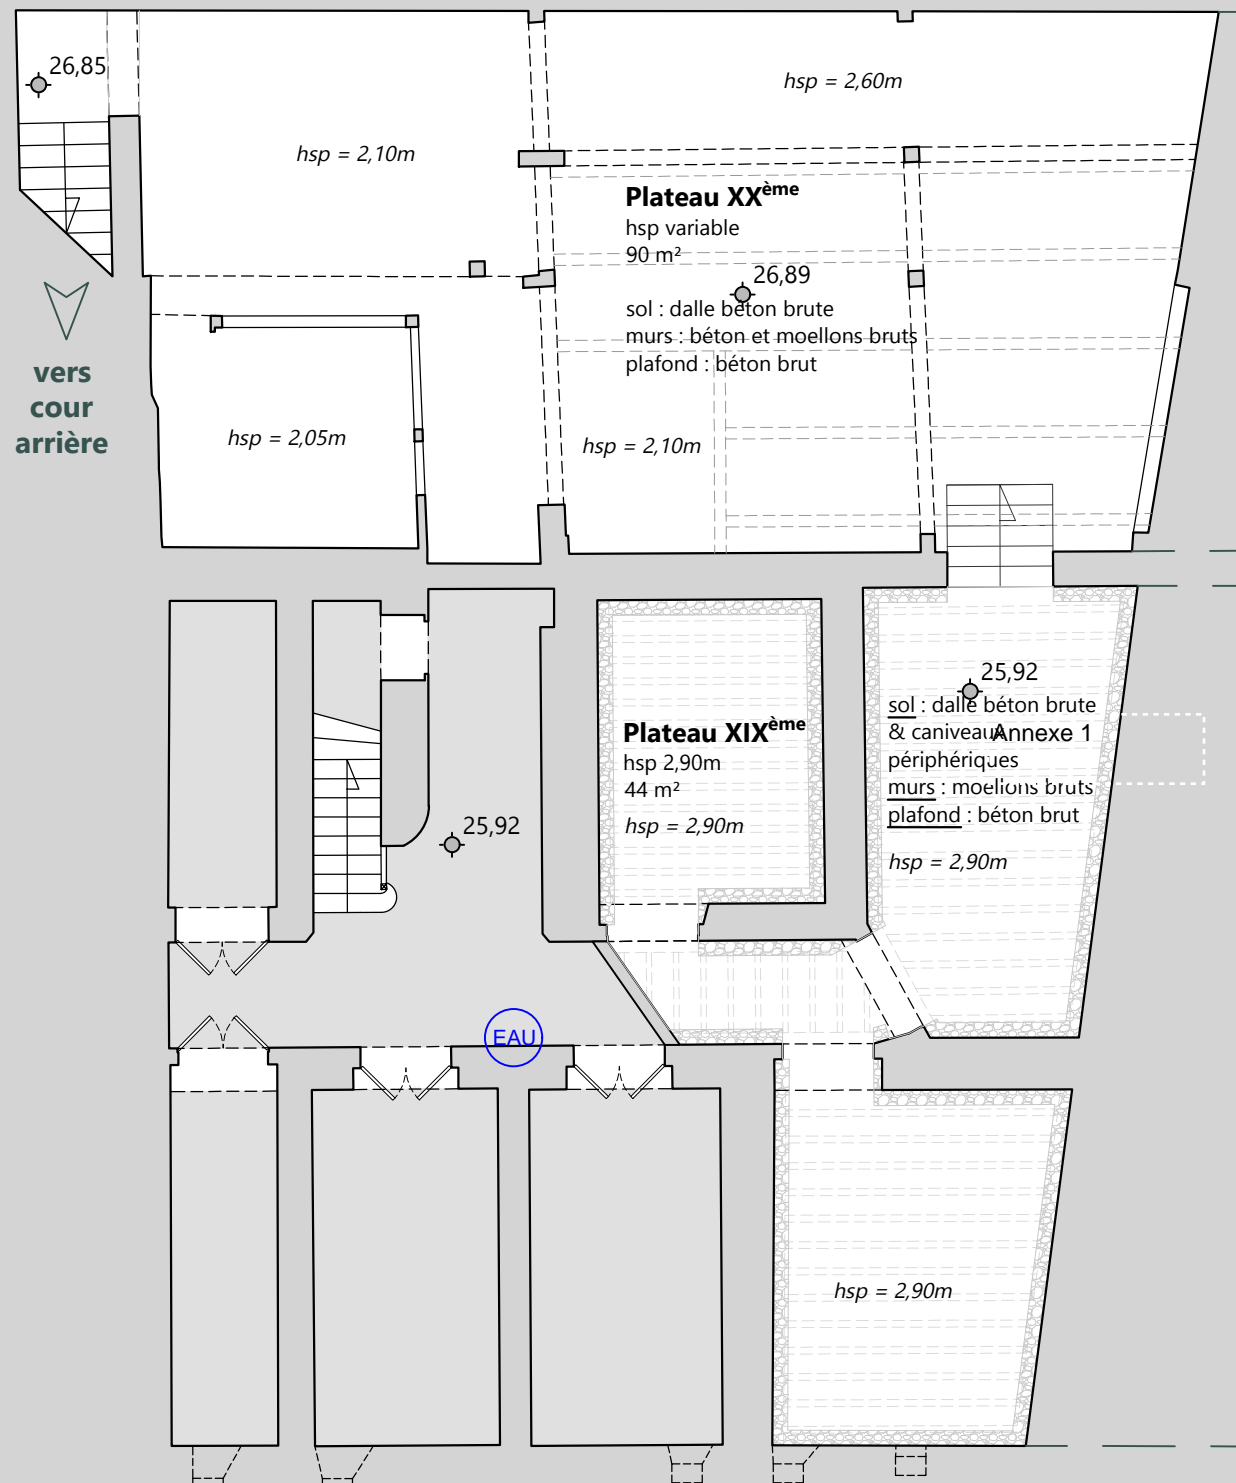 26,85
hsp = 2,60m
hsp = 2,10m
Plateau XXème
hsp variable
90 m²
26,89
sol : dalle béton brute
murs : béton et moellons bruts
plafond : béton brut
vers
cour
arrière
hsp = 2,05m
hsp = 2,10m
25,92
sol : dalle béton brute
& caniveaux
périphériques
murs : moellons bruts
plafond : béton brut
Annexe 1
hsp = 2,90m
Plateau XIXème
hsp 2,90m
44 m²
hsp = 2,90m
25,92
EAU
hsp = 2,90m